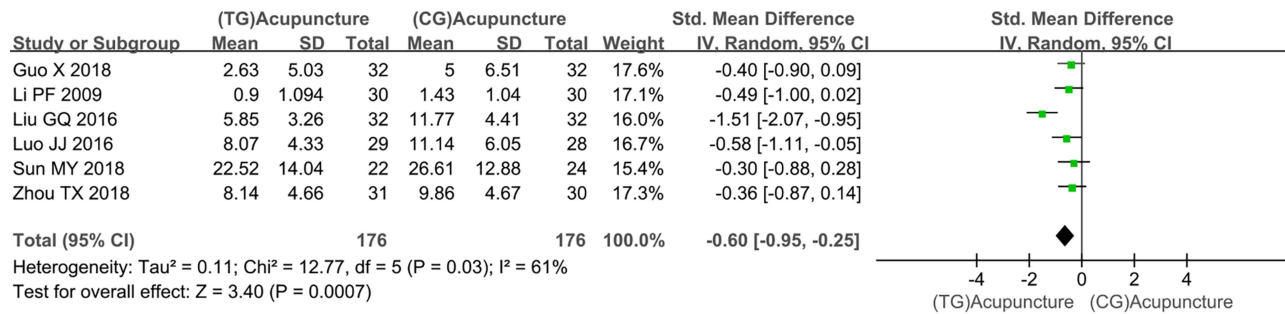 (TG)Acupuncture (CG)Acupuncture Std. Mean Difference Std. Mean Difference
Study or Subgroup Mean SD Total Mean SD Total Weight IV, Random, 95% CI IV, Random, 95% CI
Guo X 2018 2.63 5.03 32 5 6.51 32 17.6% -0.40 [-0.90, 0.09]
Li PF 2009 0.9 1.094 30 1.43 1.04 30 17.1% -0.49 [-1.00, 0.02]
Liu GQ 2016 5.85 3.26 32 11.77 4.41 32 16.0% -1.51 [-2.07, -0.95]
Luo JJ 2016 8.07 4.33 29 11.14 6.05 28 16.7% -0.58 [-1.11, -0.05]
Sun MY 2018 22.52 14.04 22 26.61 12.88 24 15.4% -0.30 [-0.88, 0.28]
Zhou TX 2018 8.14 4.66 31 9.86 4.67 30 17.3% -0.36 [-0.87, 0.14]
Total (95% CI) 176 176 100.0% -0.60 [-0.95, -0.25]
Heterogeneity: Tau² = 0.11; Chi² = 12.77, df = 5 (P = 0.03); I² = 61%
Test for overall effect: Z = 3.40 (P = 0.0007)
-4 -2 0 2 4
(TG)Acupuncture (CG)Acupuncture